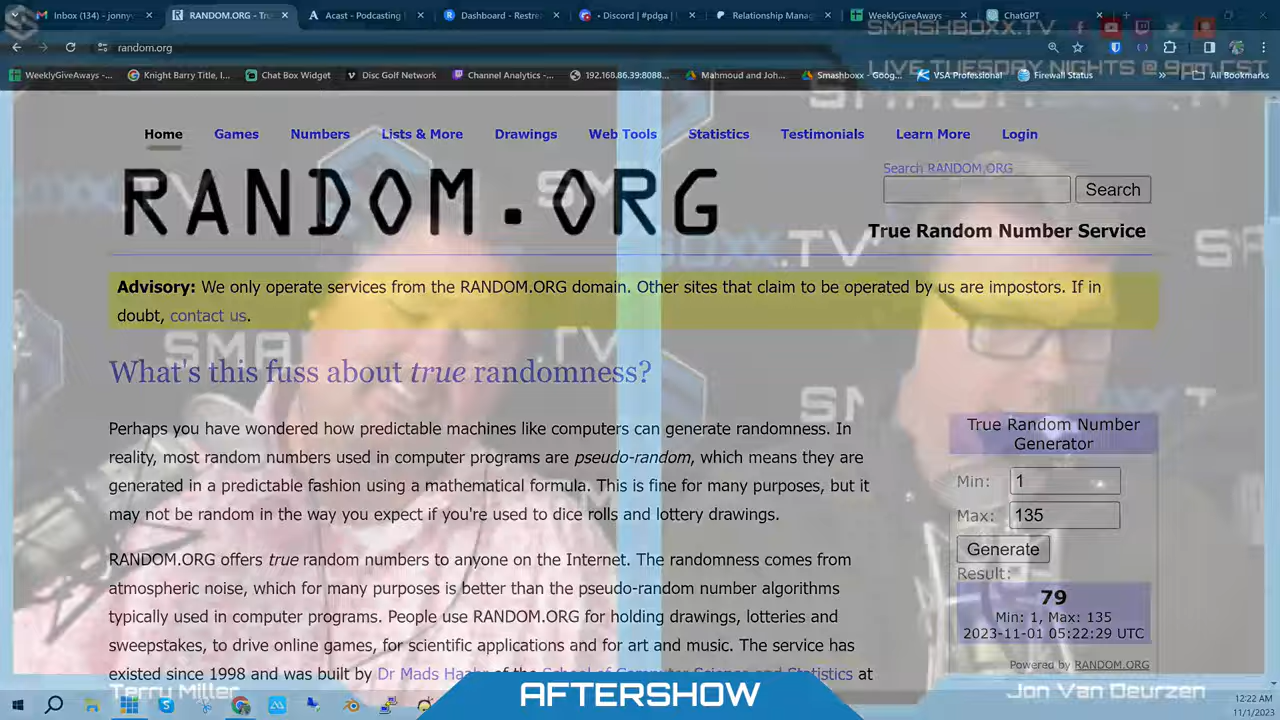 Inbox (134) - jonny
RANDOM.ORG - Tru
Acast - Podcasting
Dashboard - Restre
• Discord | #pdga |
Relationship Manag
WeeklyGiveAways
ChatGPT
SMASHBOXX.TV
random.org
LIVE TUESDAY NIGHTS @ 9pm CST
WeeklyGiveAways -...
Knight Barry Title, I...
Chat Box Widget
Disc Golf Network
Channel Analytics -...
192.168.86.39:8088...
Mahmoud and Joh...
Smashboxx - Goog...
VSA Professional
Firewall Status
»
All Bookmarks
Home Games Numbers Lists & More Drawings Web Tools Statistics Testimonials Learn More Login
RANDOM.ORG
Search RANDOM.ORG
Search
True Random Number Service
Advisory: We only operate services from the RANDOM.ORG domain. Other sites that claim to be operated by us are impostors. If in
doubt, contact us.
What's this fuss about true randomness?
Perhaps you have wondered how predictable machines like computers can generate randomness. In
reality, most random numbers used in computer programs are pseudo-random, which means they are
generated in a predictable fashion using a mathematical formula. This is fine for many purposes, but it
may not be random in the way you expect if you're used to dice rolls and lottery drawings.
RANDOM.ORG offers true random numbers to anyone on the Internet. The randomness comes from
atmospheric noise, which for many purposes is better than the pseudo-random number algorithms
typically used in computer programs. People use RANDOM.ORG for holding drawings, lotteries and
sweepstakes, to drive online games, for scientific applications and for art and music. The service has
existed since 1998 and was built by Dr Mads Haahr of the School of Computer Science and Statistics at
True Random Number
Generator
Min: 1
Max: 135
Generate
Result:
79
Min: 1, Max: 135
2023-11-01 05:22:29 UTC
Powered by RANDOM.ORG
Terry Miller
AFTERSHOW
Jon Van Deurzen
12:22 AM
11/1/2023